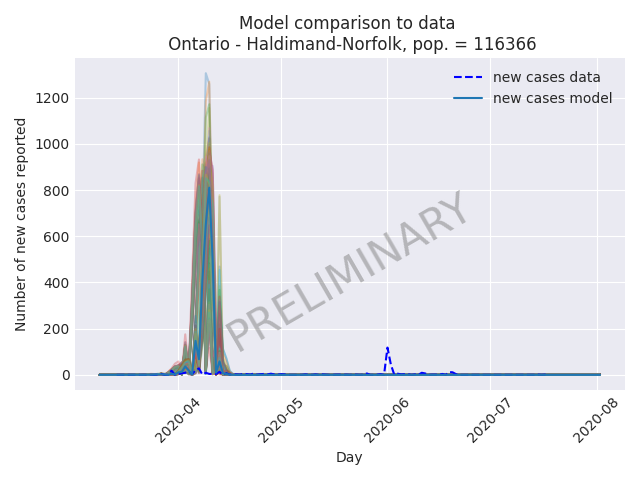 Model comparison to data
Ontario - Haldimand-Norfolk, pop. = 116366
new cases data
new cases model
Number of new cases reported
1200
1000
800
600
400
200
0
PRELIMINARY
2020-04
2020-05
2020-06
2020-07
2020-08
Day